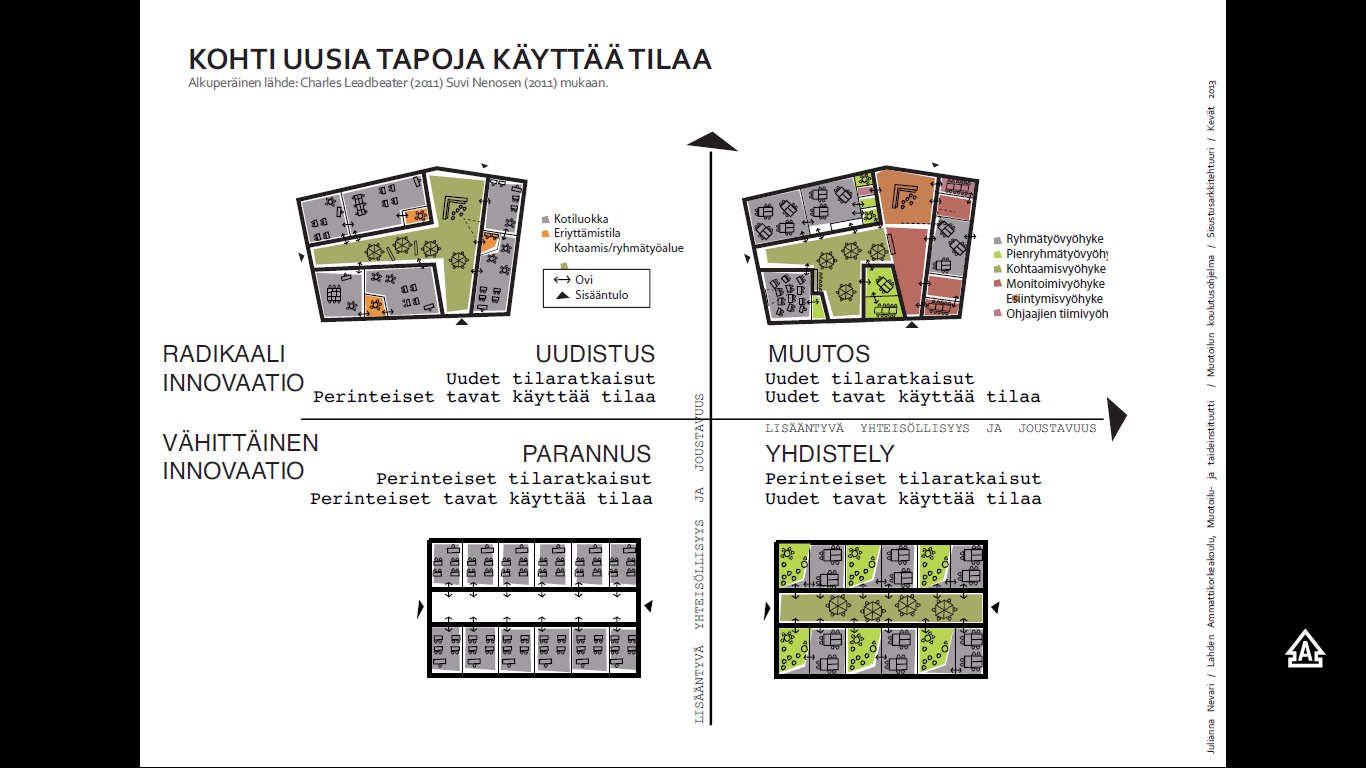 KOHTI UUSIA TAPOJA KÄYTTÄÄ TILAA
Alkuperäinen lähde: Charles Leadbeater (2011) Suvi Nenosen (2011) mukaan.
Kotiluokka
Eriyttämistila
Kohtaamis/ryhmätyöalue
Ovi
Sisääntulo
Ryhmätyövyöhyke
Pienryhmätyövyöhy
Kohtaamisvyöhyke
Monitoimivyöhyke
Esiintymisvyöhyke
Ohjaajien tiimivyöh
RADIKAALI
INNOVAATIO
UUDISTUS
Uudet tilaratkaisut
Perinteiset tavat käyttää tilaa
MUUTOS
Uudet tilaratkaisut
Uudet tavat käyttää tilaa
LISÄÄNTYVÄ YHTEISÖLLISYYS JA JOUSTAVUUS
VÄHITTÄINEN
INNOVAATIO
PARANNUS
Perinteiset tilaratkaisut
Perinteiset tavat käyttää tilaa
YHDISTELY
Perinteiset tilaratkaisut
Uudet tavat käyttää tilaa
LISÄÄNTYVÄ YHTEISÖLLISYYS JA JOUSTAVUUS
Julianna Nevari / Lahden Ammattikorkeakoulu, Muotoilu- ja taideinstituutti / Muotoilun koulutusohjelma / Sisustusarkkitehtuuri / Kevät 2013
A